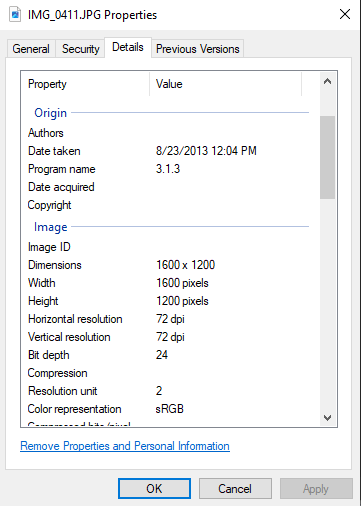 IMG_0411.JPG Properties
General Security Details Previous Versions
Property Value
Origin
Authors
Date taken 8/23/2013 12:04 PM
Program name 3.1.3
Date acquired
Copyright
Image
Image ID
Dimensions 1600 x 1200
Width 1600 pixels
Height 1200 pixels
Horizontal resolution 72 dpi
Vertical resolution 72 dpi
Bit depth 24
Compression
Resolution unit 2
Color representation sRGB
Compressed bits/pixel
Remove Properties and Personal Information
OK Cancel Apply